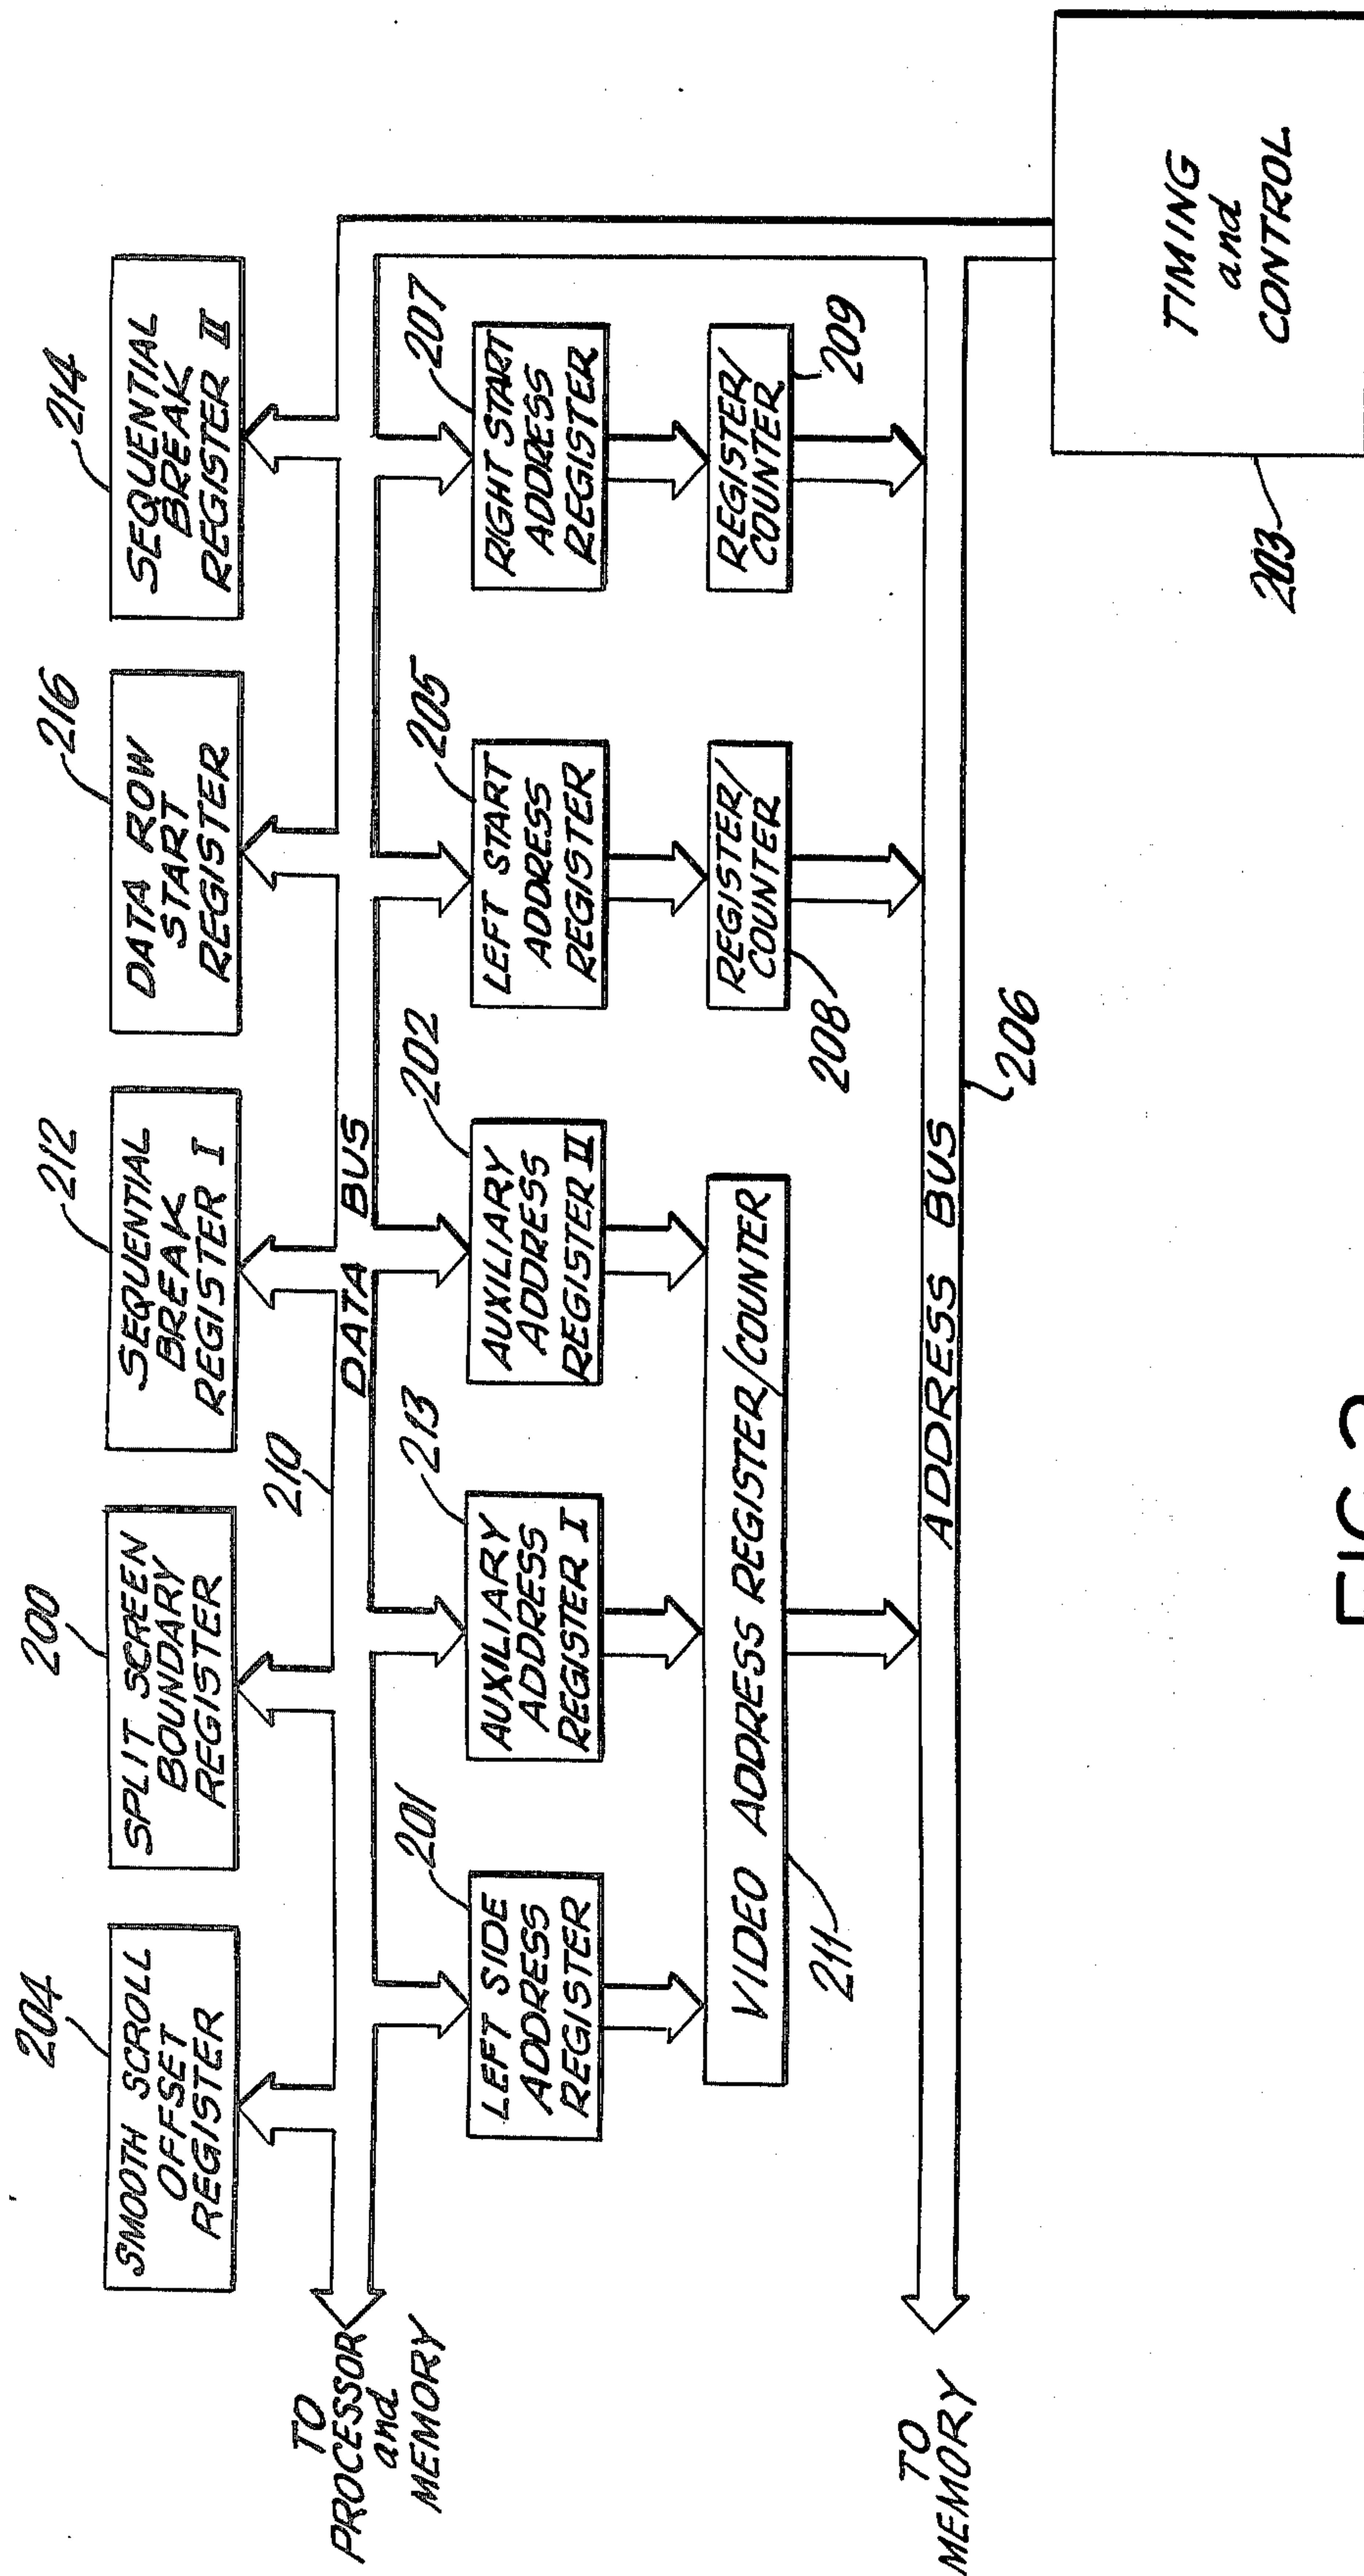 204
200
212
216
214
SMOOTH SCROLL
OFFSET
REGISTER
SPLIT SCREEN
BOUNDARY
REGISTER
SEQUENTIAL
BREAK
REGISTER I
DATA ROW
START
REGISTER
SEQUENTIAL
BREAK
REGISTER II
210
TO
PROCESSOR
and
MEMORY
DATA BUS
201
213
202
205
207
LEFT SIDE
ADDRESS
REGISTER
AUXILIARY
ADDRESS
REGISTER I
AUXILIARY
ADDRESS
REGISTER II
LEFT START
ADDRESS
REGISTER
RIGHT START
ADDRESS
REGISTER
VIDEO ADDRESS REGISTER/COUNTER
REGISTER/
COUNTER
REGISTER/
COUNTER
211
208
209
TO
MEMORY
ADDRESS BUS
206
TIMING
and
CONTROL
203